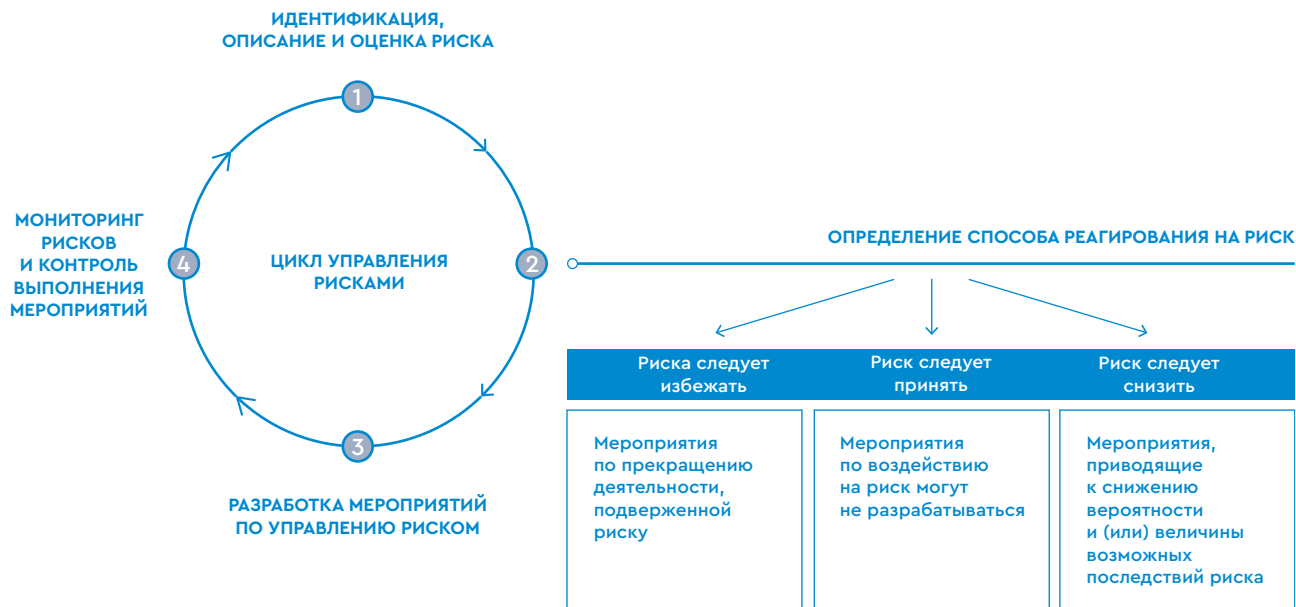 ИДЕНТИФИКАЦИЯ,
ОПИСАНИЕ И ОЦЕНКА РИСКА
1
МОНИТОРИНГ
РИСКОВ
И КОНТРОЛЬ
ВЫПОЛНЕНИЯ
МЕРОПРИЯТИЙ
4
ЦИКЛ УПРАВЛЕНИЯ
РИСКАМИ
2
3
РАЗРАБОТКА МЕРОПРИЯТИЙ
ПО УПРАВЛЕНИЮ РИСКОМ
ОПРЕДЕЛЕНИЕ СПОСОБА РЕАГИРОВАНИЯ НА РИСК
Риска следует
избежать
Риск следует
принять
Риск следует
снизить
Мероприятия
по прекращению
деятельности,
подверженной
риску
Мероприятия
по воздействию
на риск могут
не разрабатываться
Мероприятия,
приводящие
к снижению
вероятности
и (или) величины
возможных
последствий риска